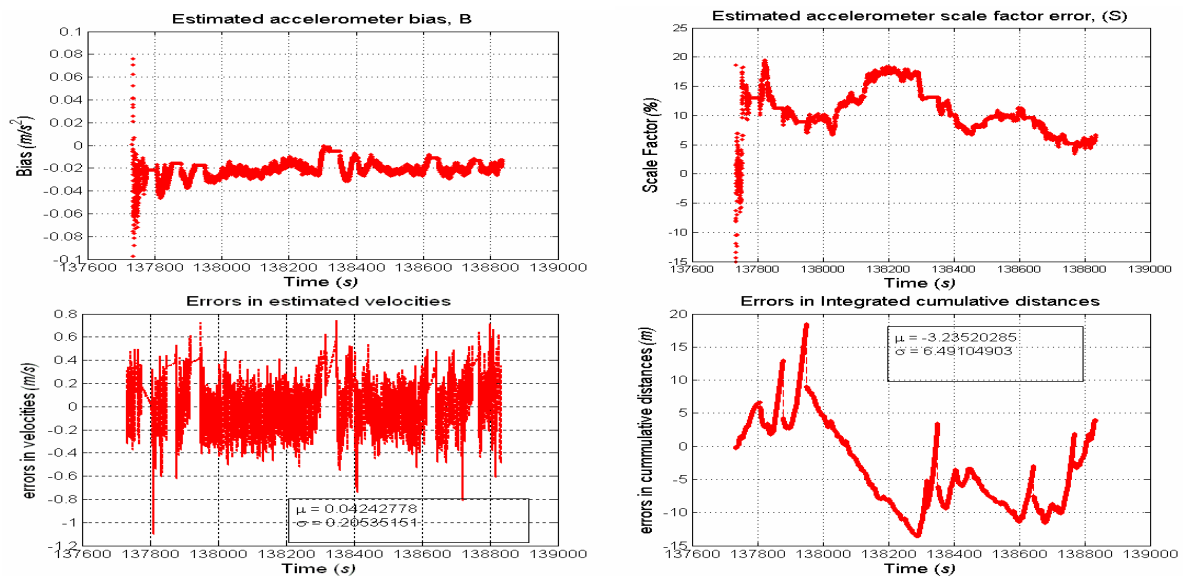 Estimated accelerometer bias, B
0.1
0.08
0.06
0.04
0.02
0
-0.02
-0.04
-0.06
-0.08
-0.1
Bias (m/s²)
137600 137800 138000 138200 138400 138600 138800 139000
Time (s)
Estimated accelerometer scale factor error, (S)
25
20
15
10
5
0
-5
-10
-15
Scale Factor (%)
137600 137800 138000 138200 138400 138600 138800 139000
Time (s)
Errors in estimated velocities
0.8
0.6
0.4
0.2
0
-0.2
-0.4
-0.6
-0.8
-1
-1.2
errors in velocities (m/s)
μ = 0.04242778
σ = 0.20535151
137600 137800 138000 138200 138400 138600 138800 139000
Time (s)
Errors in Integrated cumulative distances
20
15
10
5
0
-5
-10
-15
errors in cummulative distances (m)
μ = -3.23520285
σ = 6.49104903
137600 137800 138000 138200 138400 138600 138800 139000
Time (s)